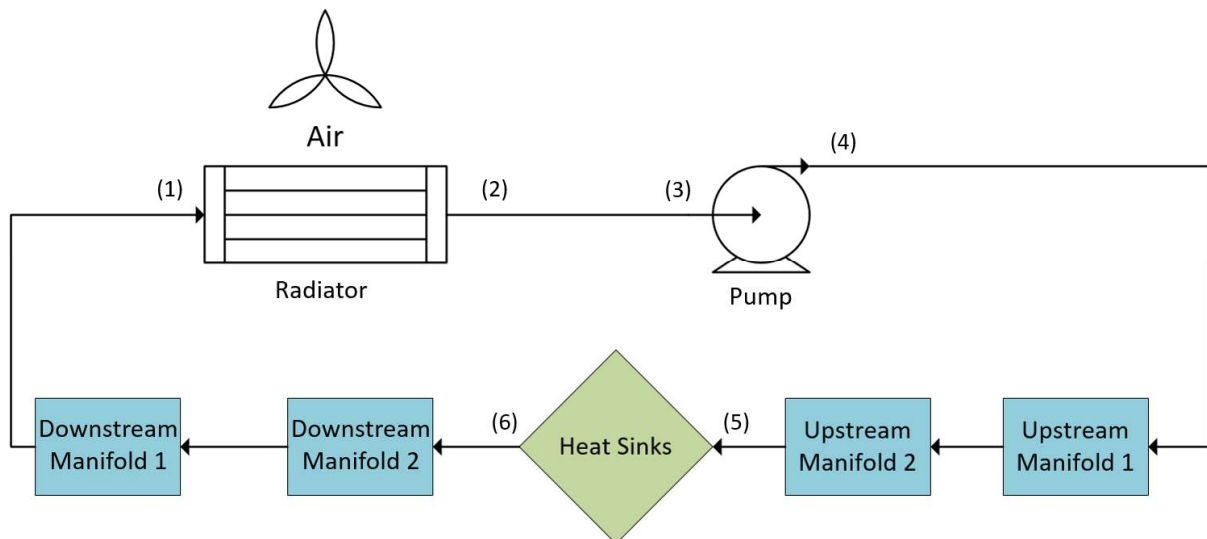 Air
(1)
(2)
(3)
(4)
Radiator
Pump
Downstream
Manifold 1
Downstream
Manifold 2
(6)
Heat Sinks
(5)
Upstream
Manifold 2
Upstream
Manifold 1